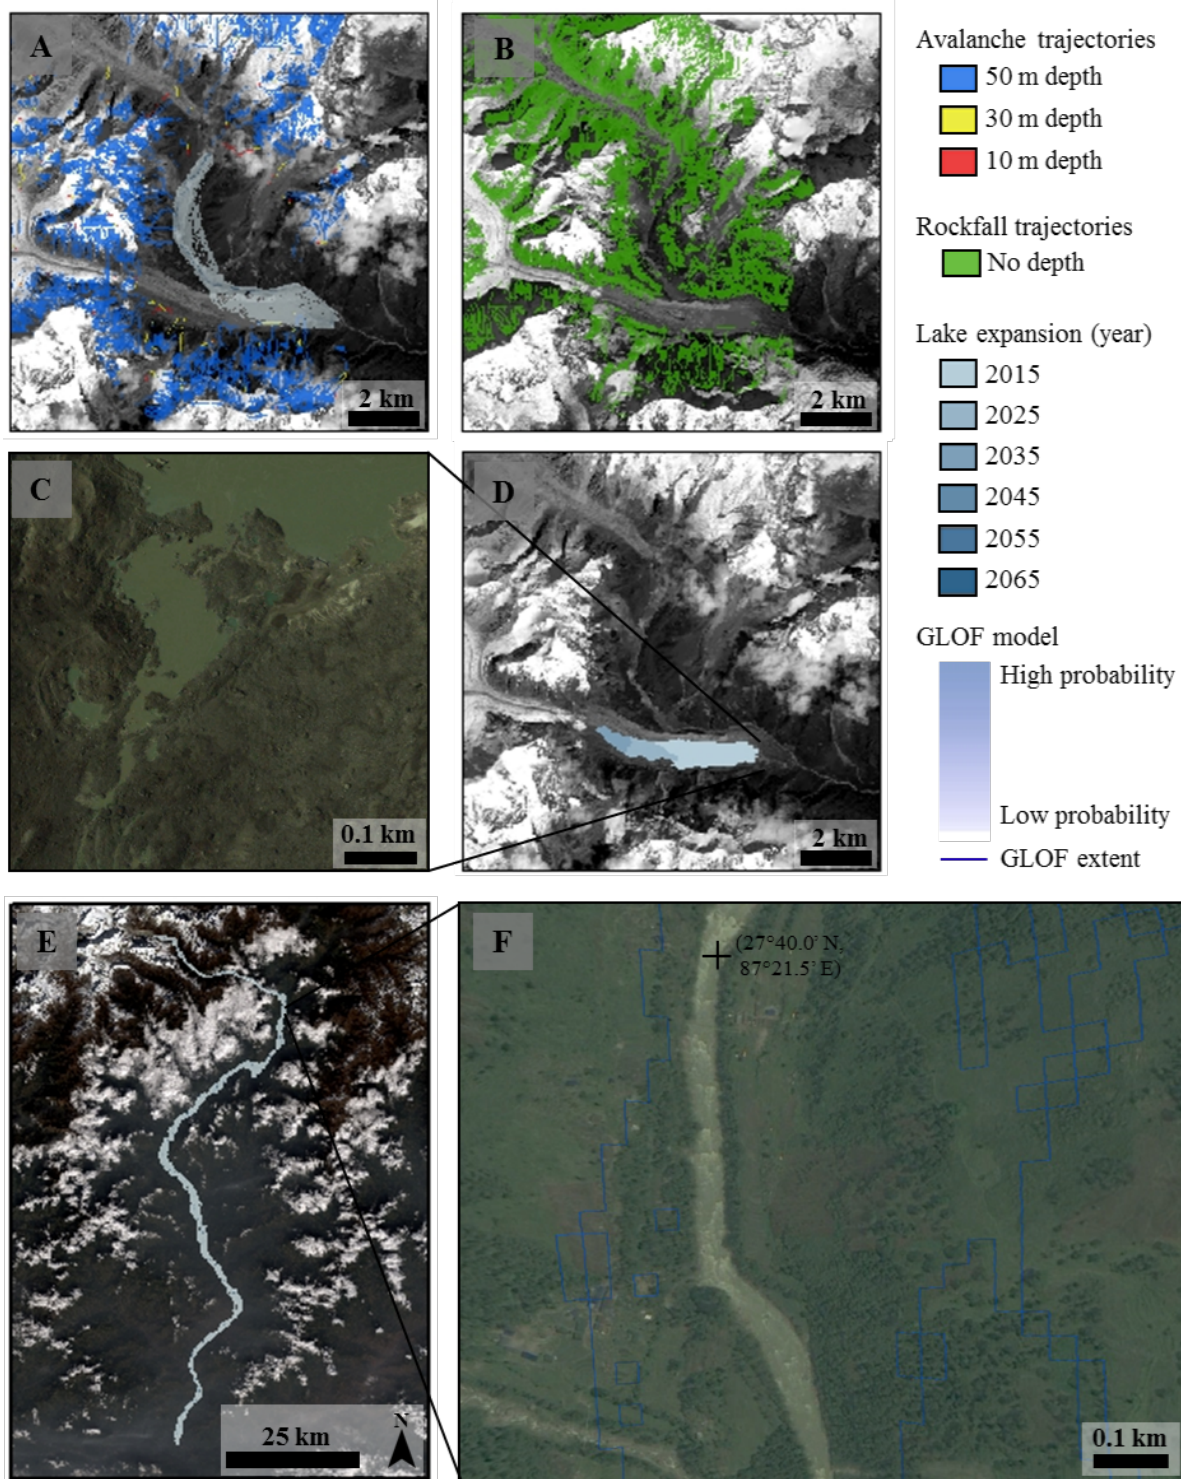 A
B
Avalanche trajectories
50 m depth
30 m depth
10 m depth
Rockfall trajectories
No depth
2 km
2 km
Lake expansion (year)
2015
2025
2035
2045
2055
2065
C
D
0.1 km
2 km
GLOF model
High probability
Low probability
GLOF extent
E
F
(27°40.0' N,
87°21.5' E)
25 km
N
0.1 km